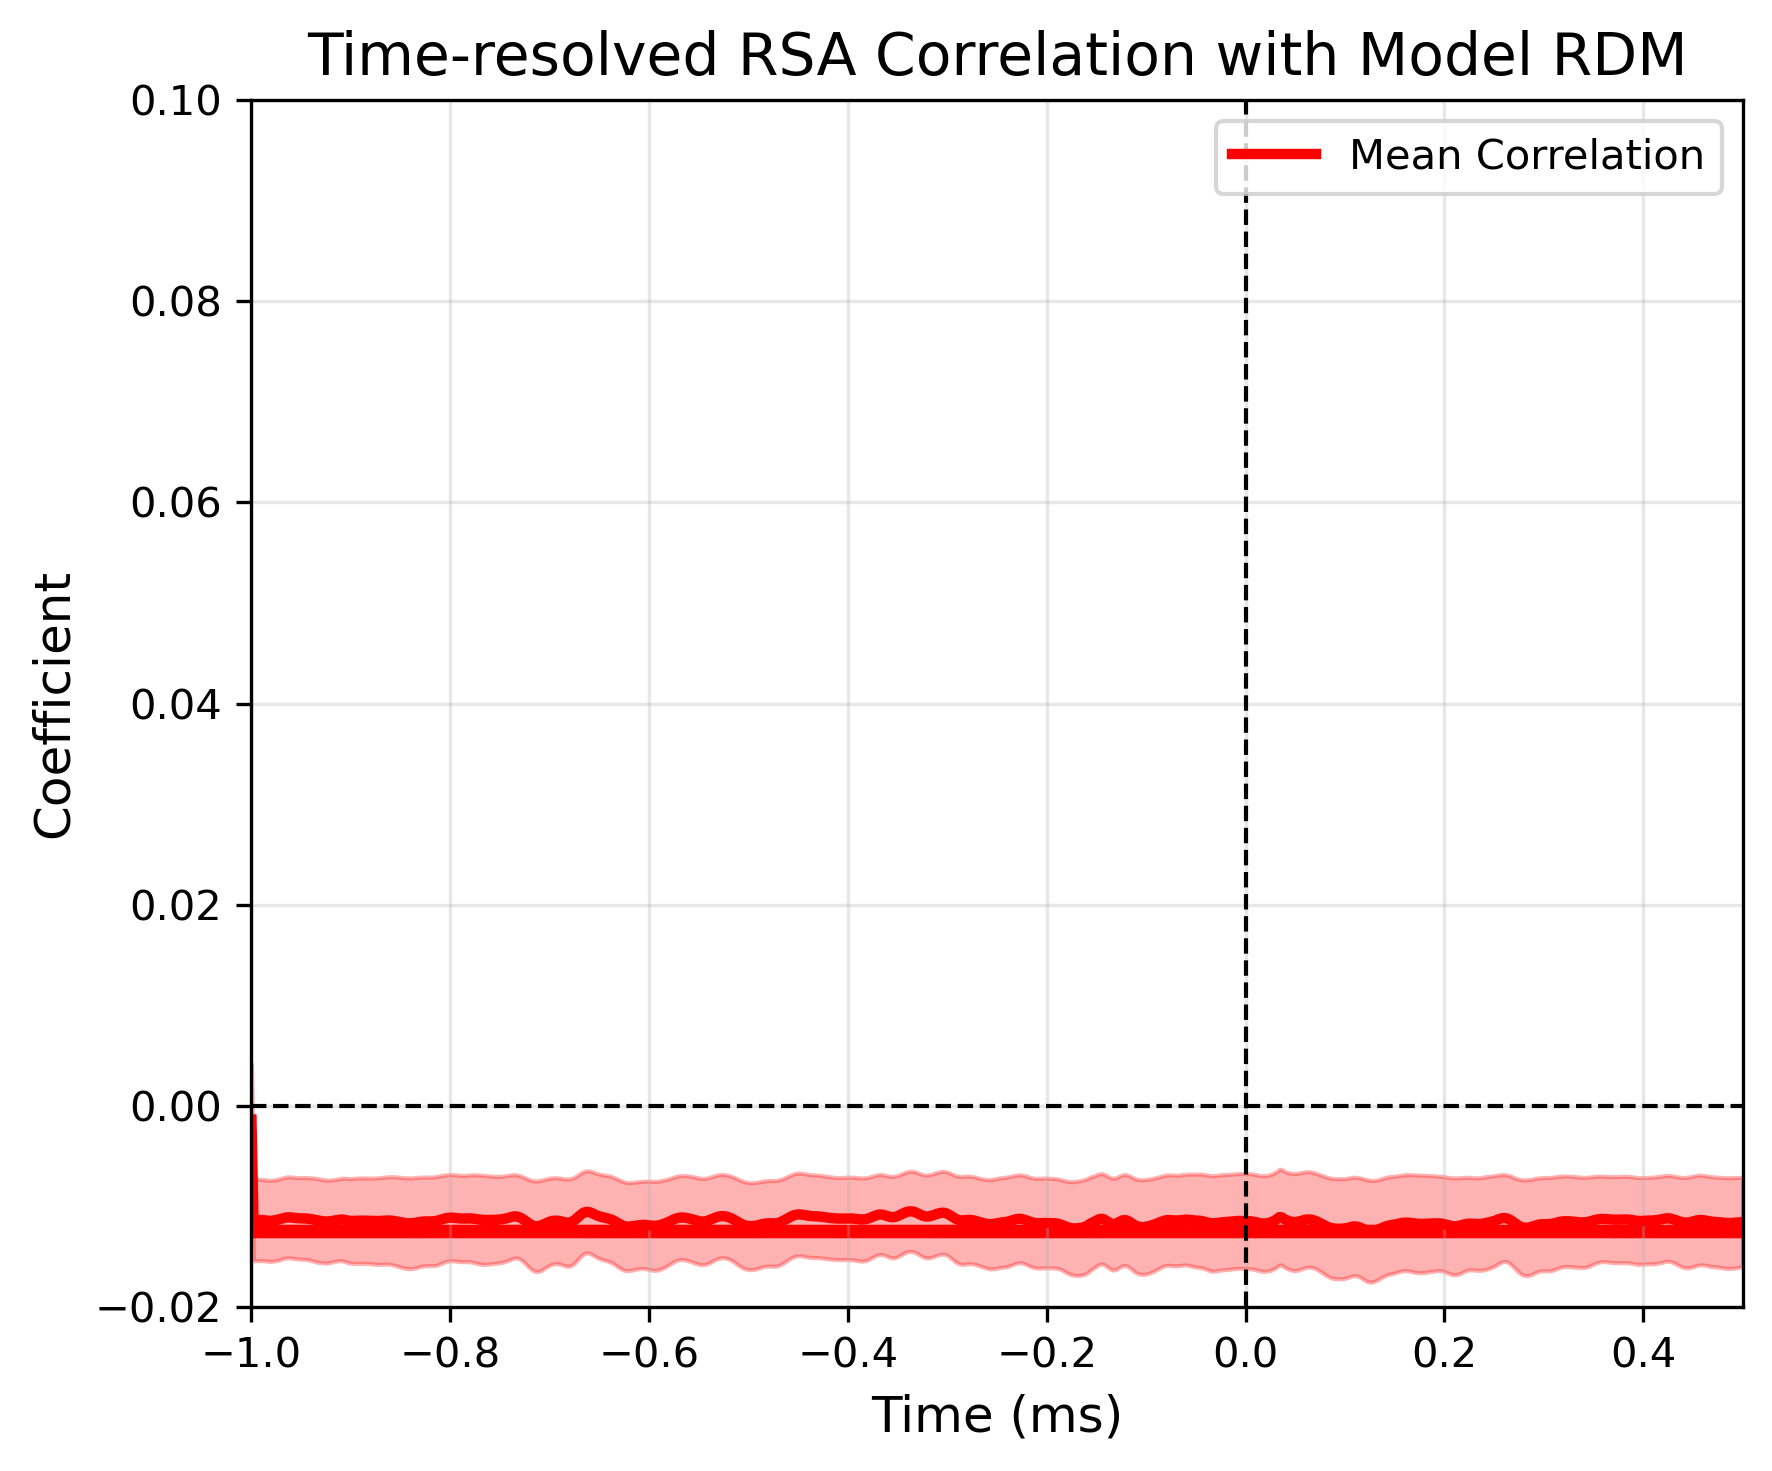 Time-resolved RSA Correlation with Model RDM
Mean Correlation
Coefficient
0.10
0.08
0.06
0.04
0.02
0.00
−0.02
−1.0 −0.8 −0.6 −0.4 −0.2 0.0 0.2 0.4
Time (ms)